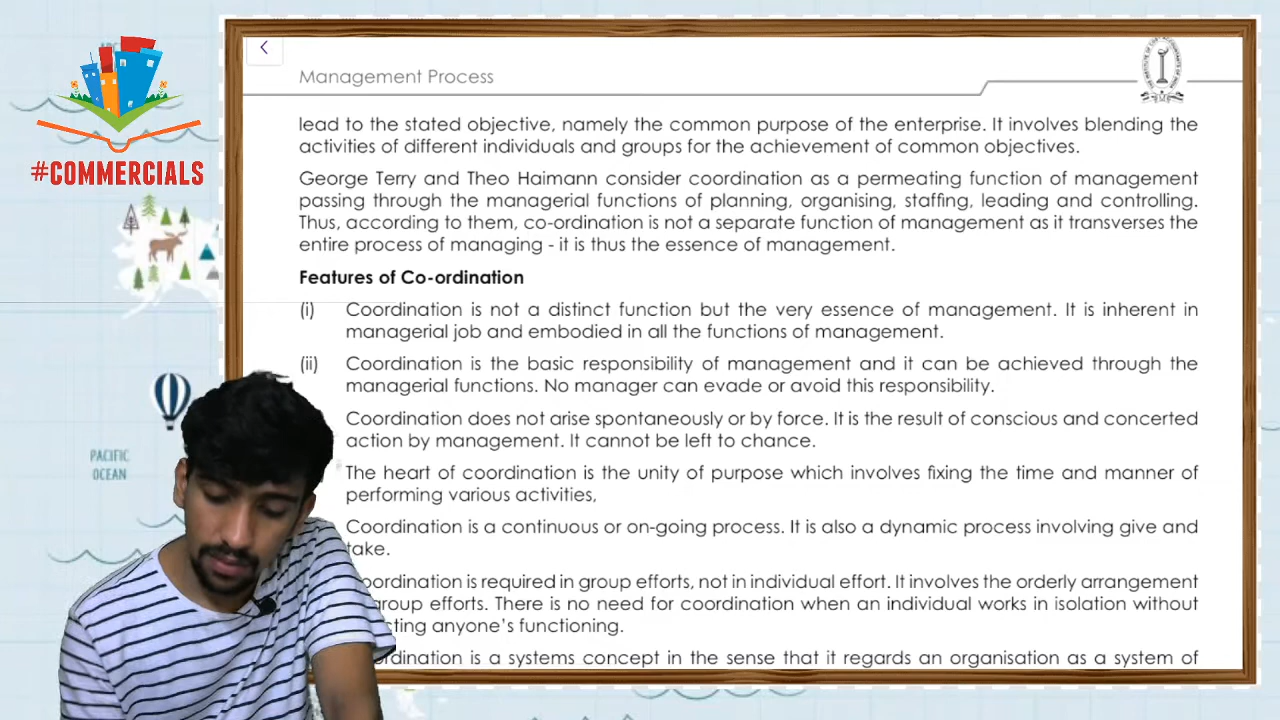 #COMMERCIALS
PACIFIC
OCEAN
Management Process
lead to the stated objective, namely the common purpose of the enterprise. It involves blending the
activities of different individuals and groups for the achievement of common objectives.
George Terry and Theo Haimann consider coordination as a permeating function of management
passing through the managerial functions of planning, organising, staffing, leading and controlling.
Thus, according to them, co-ordination is not a separate function of management as it transverses the
entire process of managing - it is thus the essence of management.
Features of Co-ordination
(i) Coordination is not a distinct function but the very essence of management. It is inherent in
managerial job and embodied in all the functions of management.
(ii) Coordination is the basic responsibility of management and it can be achieved through the
managerial functions. No manager can evade or avoid this responsibility.
Coordination does not arise spontaneously or by force. It is the result of conscious and concerted
action by management. It cannot be left to chance.
The heart of coordination is the unity of purpose which involves fixing the time and manner of
performing various activities,
Coordination is a continuous or on-going process. It is also a dynamic process involving give and
take.
oordination is required in group efforts, not in individual effort. It involves the orderly arrangement
group efforts. There is no need for coordination when an individual works in isolation without
cting anyone's functioning.
rdination is a systems concept in the sense that it regards an organisation as a system of